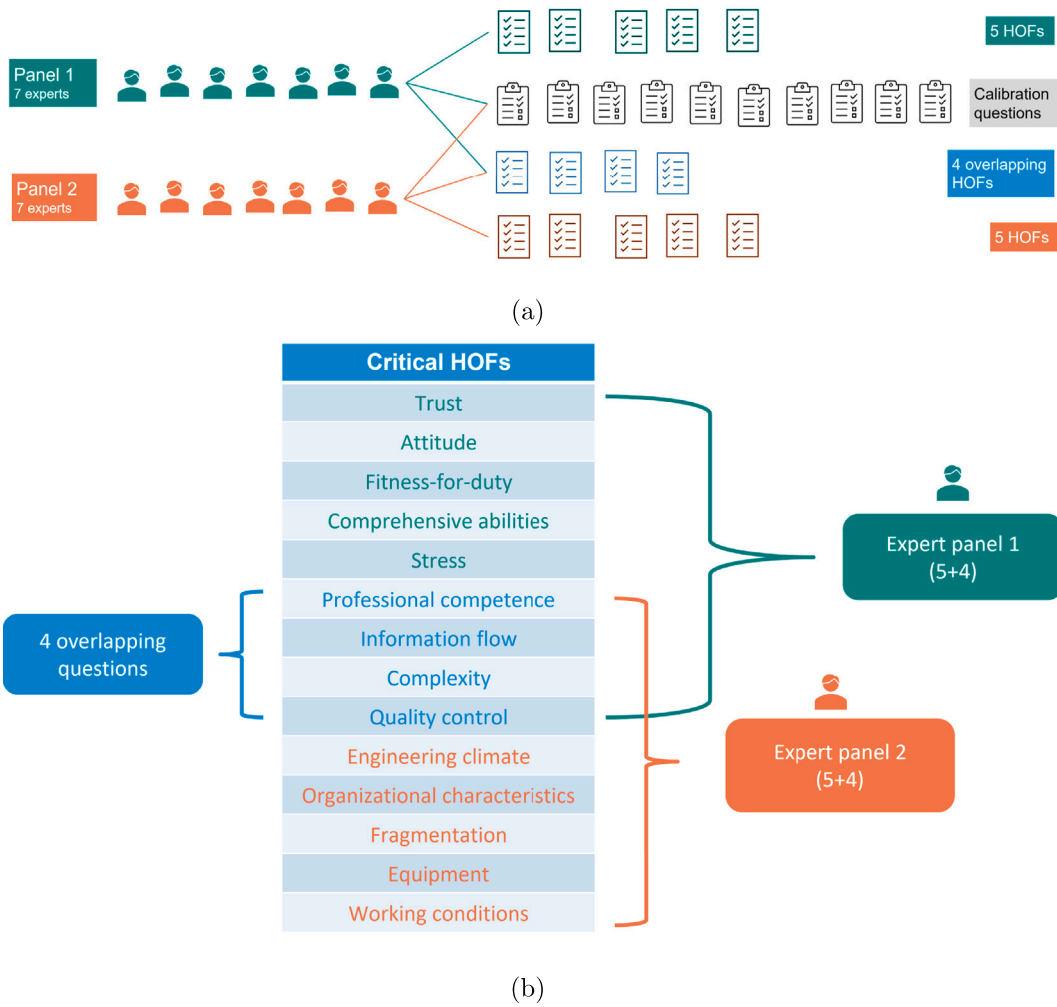 5 HOFs
Panel 1
7 experts
Calibration
questions
4 overlapping
HOFs
Panel 2
7 experts
5 HOFs
(a)
Critical HOFs
Trust
Attitude
Fitness-for-duty
Comprehensive abilities
Stress
Professional competence
Information flow
Complexity
Quality control
Engineering climate
Organizational characteristics
Fragmentation
Equipment
Working conditions
4 overlapping
questions
Expert panel 1
(5+4)
Expert panel 2
(5+4)
(b)